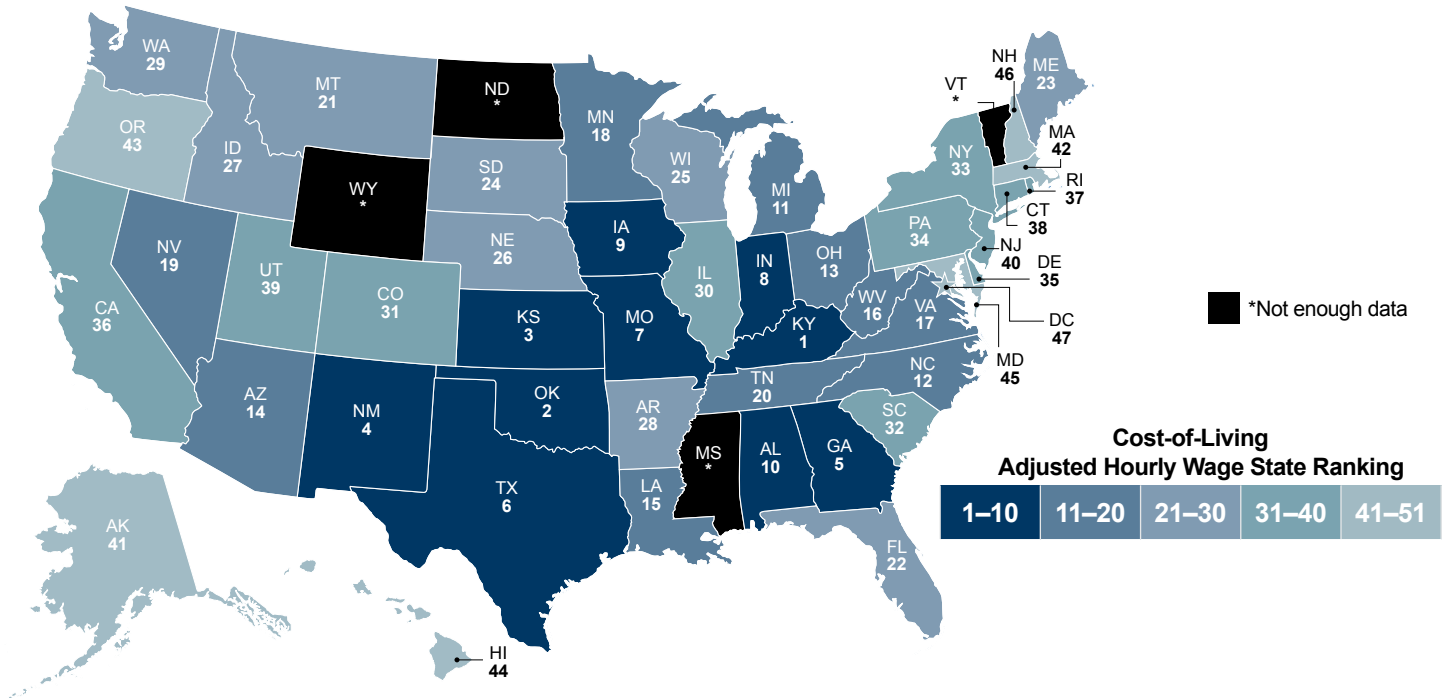 WA
29
OR
43
CA
36
NV
19
ID
27
MT
21
WY
*
UT
39
AZ
14
CO
31
NM
4
ND
*
SD
24
NE
26
KS
3
OK
2
TX
6
MN
18
IA
9
MO
7
AR
28
LA
15
WI
25
IL
30
MI
11
IN
8
OH
13
KY
1
TN
20
MS
*
AL
10
GA
5
FL
22
SC
32
NC
12
VA
17
WV
16
PA
34
NY
33
VT
*
NH
46
ME
23
MA
42
RI
37
CT
38
NJ
40
DE
35
DC
47
MD
45
AK
41
HI
44
*Not enough data
Cost-of-Living
Adjusted Hourly Wage State Ranking
1–10 11–20 21–30 31–40 41–51